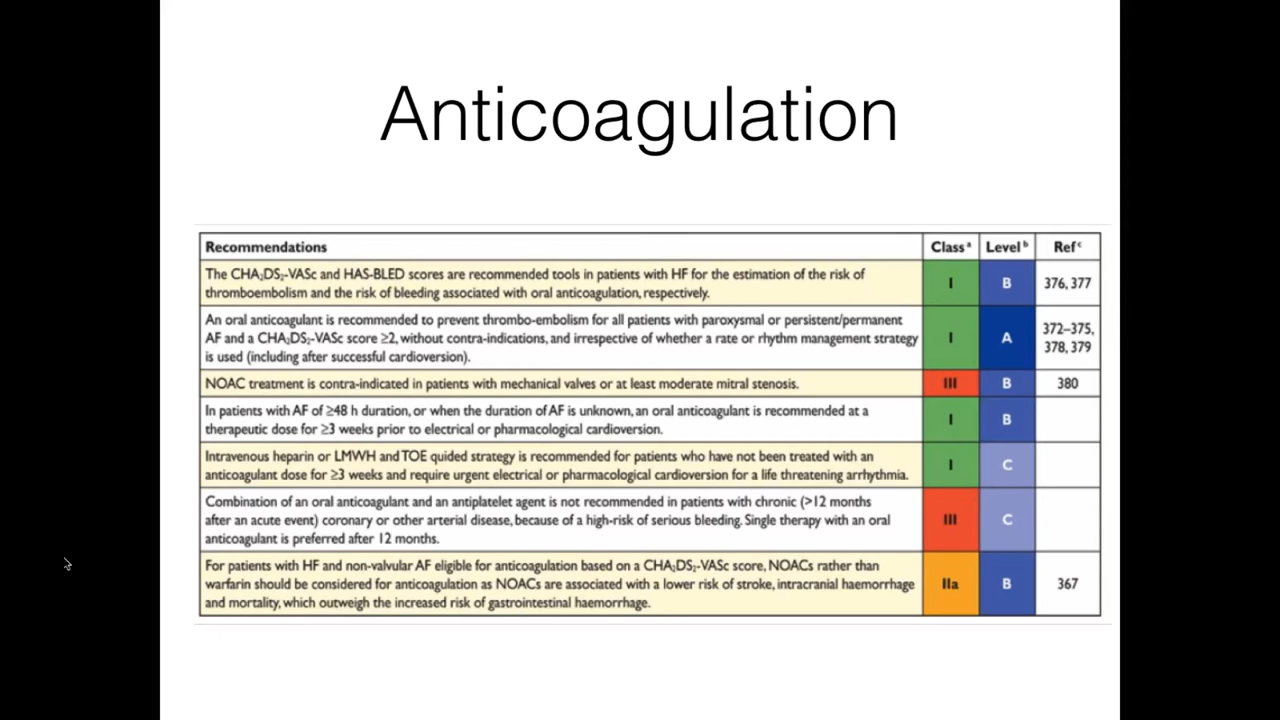 Anticoagulation
Recommendations Class a Level b Ref c
The CHA₂DS₂-VASc and HAS-BLED scores are recommended tools in patients with HF for the estimation of the risk of
thromboembolism and the risk of bleeding associated with oral anticoagulation, respectively.
I B 376, 377
An oral anticoagulant is recommended to prevent thrombo-embolism for all patients with paroxysmal or persistent/permanent
AF and a CHA₂DS₂-VASc score ≥2, without contra-indications, and irrespective of whether a rate or rhythm management strategy
is used (including after successful cardioversion).
I A 372–375,
378, 379
NOAC treatment is contra-indicated in patients with mechanical valves or at least moderate mitral stenosis. III B 380
In patients with AF of ≥48 h duration, or when the duration of AF is unknown, an oral anticoagulant is recommended at a
therapeutic dose for ≥3 weeks prior to electrical or pharmacological cardioversion.
I B
Intravenous heparin or LMWH and TOE quided strategy is recommended for patients who have not been treated with an
anticoagulant dose for ≥3 weeks and require urgent electrical or pharmacological cardioversion for a life threatening arrhythmia.
I C
Combination of an oral anticoagulant and an antiplatelet agent is not recommended in patients with chronic (>12 months
after an acute event) coronary or other arterial disease, because of a high-risk of serious bleeding. Single therapy with an oral
anticoagulant is preferred after 12 months.
III C
For patients with HF and non-valvular AF eligible for anticoagulation based on a CHA₂DS₂-VASc score, NOACs rather than
warfarin should be considered for anticoagulation as NOACs are associated with a lower risk of stroke, intracranial haemorrhage
and mortality, which outweigh the increased risk of gastrointestinal haemorrhage.
IIa B 367